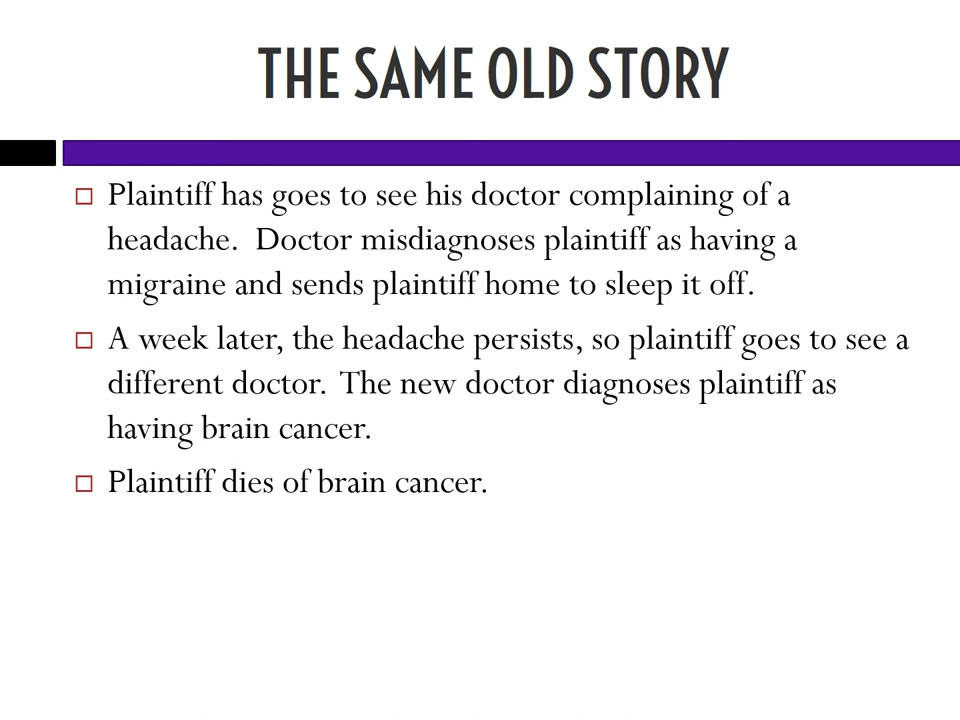 THE SAME OLD STORY
Plaintiff has goes to see his doctor complaining of a
headache.  Doctor misdiagnoses plaintiff as having a
migraine and sends plaintiff home to sleep it off.
A week later, the headache persists, so plaintiff goes to see a
different doctor.  The new doctor diagnoses plaintiff as
having brain cancer.
Plaintiff dies of brain cancer.